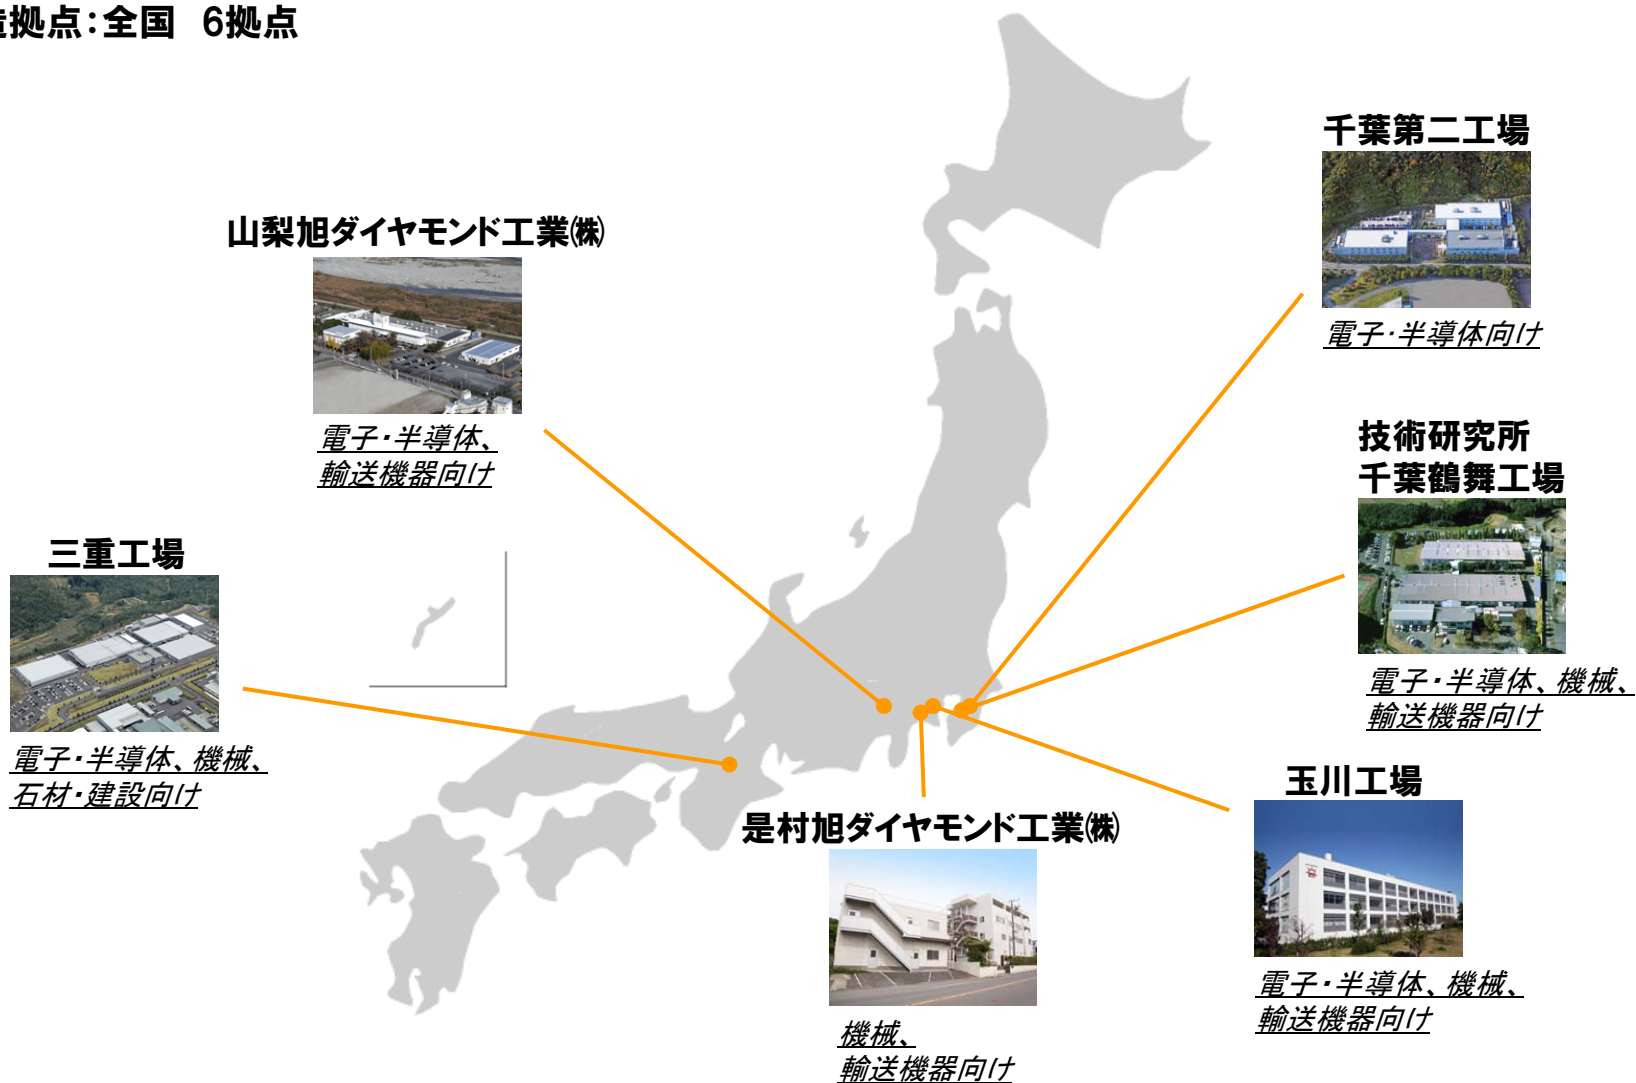 造拠点：全国　6拠点
千葉第二工場
電子・半導体向け
山梨旭ダイヤモンド工業㈱
電子・半導体、
輸送機器向け
技術研究所
千葉鶴舞工場
電子・半導体、機械、
輸送機器向け
三重工場
電子・半導体、機械、
石材・建設向け
玉川工場
電子・半導体、機械、
輸送機器向け
是村旭ダイヤモンド工業㈱
機械、
輸送機器向け